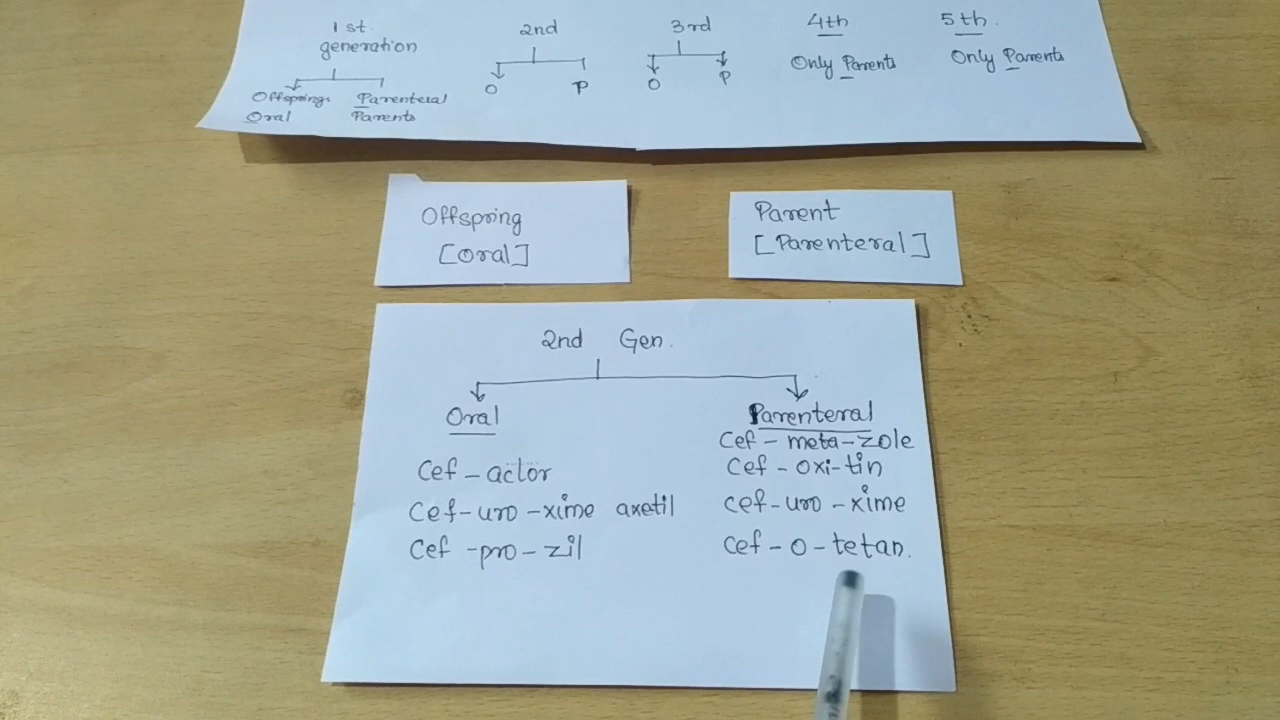 1st 2nd 3rd 4th 5th.
generation
Only Parents Only Parents
O P O P
Offsprings Parenteral
Oral Parents
Offspring
[Oral]
Parent
[Parenteral]
2nd Gen.
Oral Parenteral
Cef-meta-zole
Cef-actor Cef-oxi-tin
Cef-uro-xime axetil Cef-uro-xime
Cef-pro-zil Cef-o-tetan.